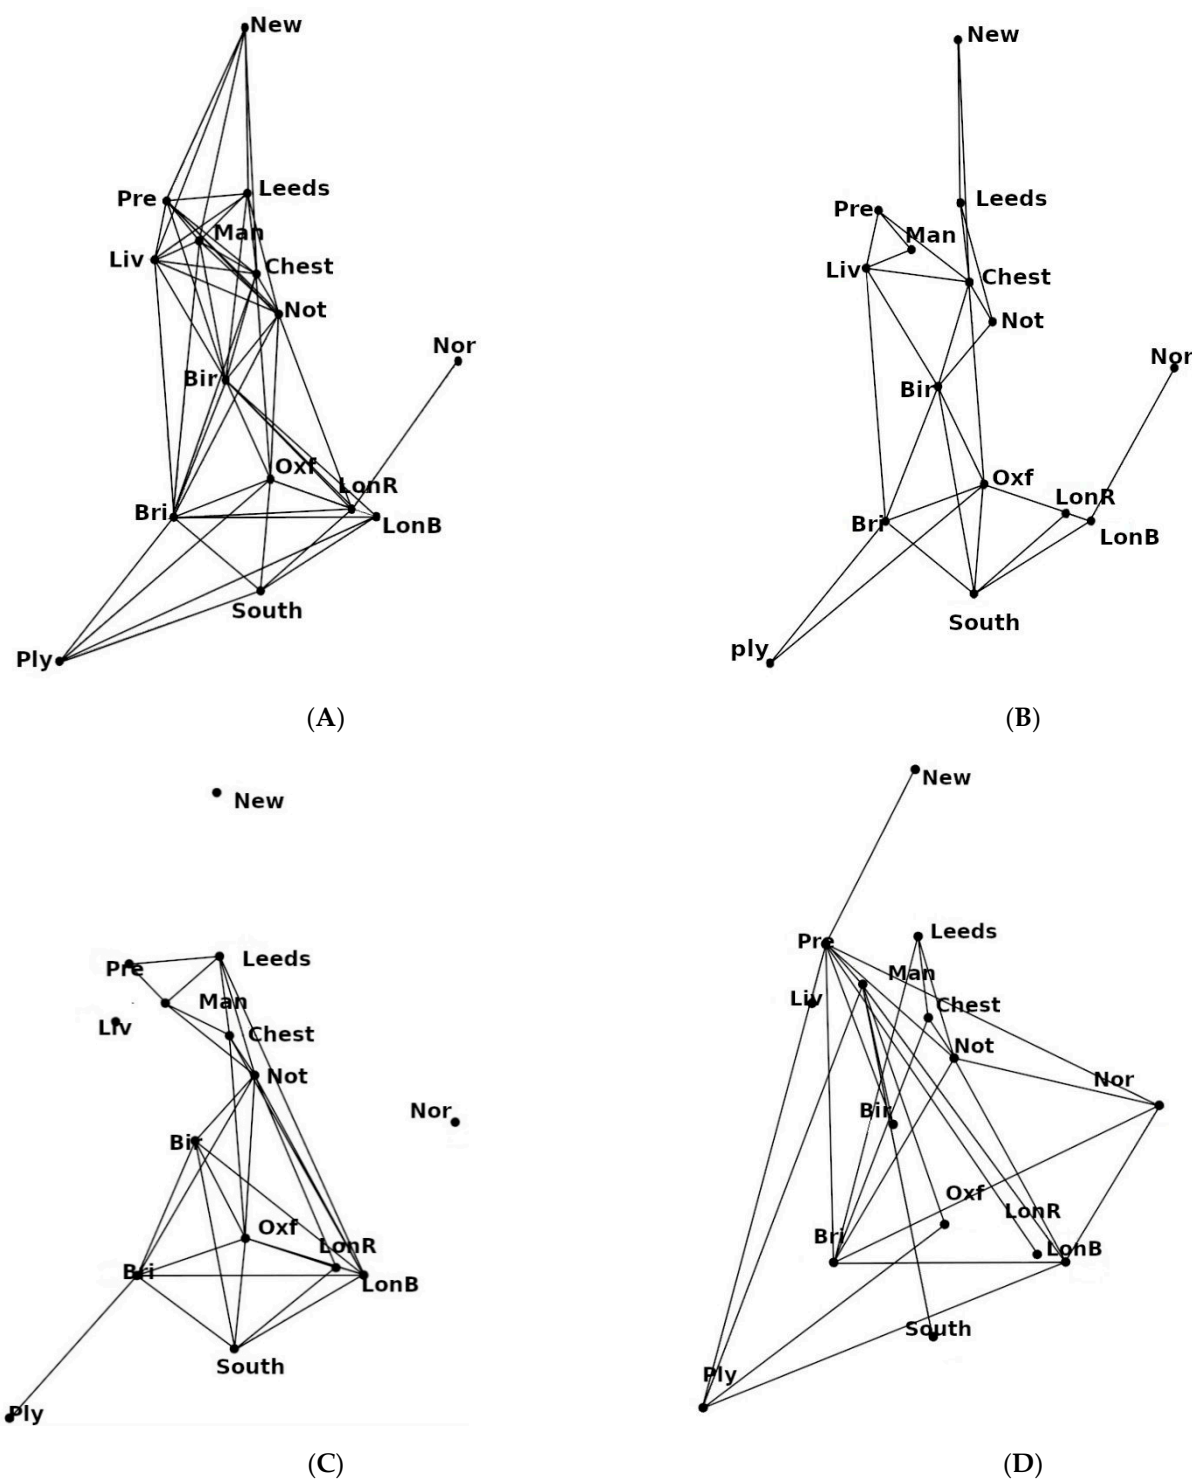 New
Pre
Leeds
Man
Liv
Chest
Not
Nor
Bir
Oxf
LonR
Bri
LonB
South
Ply
(A)
New
Leeds
Pre
Man
Liv
Chest
Not
Nor
Bir
Oxf
LonR
Bri
LonB
South
ply
(B)
New
Leeds
Pre
Man
Liv
Chest
Not
Nor
Bir
Oxf
LonR
Bri
LonB
South
Ply
(C)
New
Leeds
Pre
Man
Liv
Chest
Not
Nor
Bir
Oxf
LonR
Bri
LonB
South
Ply
(D)